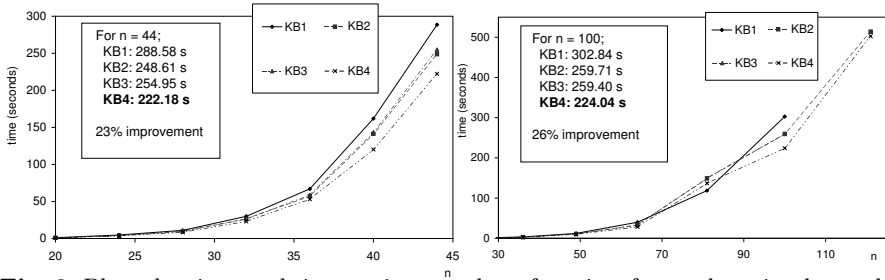 300
250
200
150
100
50
0
time (seconds)
For n = 44;
KB1: 288.58 s
KB2: 248.61 s
KB3: 254.95 s
KB4: 222.18 s
23% improvement
KB1
KB2
KB3
KB4
20 25 30 35 40 45
n
500
400
300
200
100
0
time (seconds)
For n = 100;
KB1: 302.84 s
KB2: 259.71 s
KB3: 259.40 s
KB4: 224.04 s
26% improvement
KB1
KB2
KB3
KB4
30 50 70 90 110
n